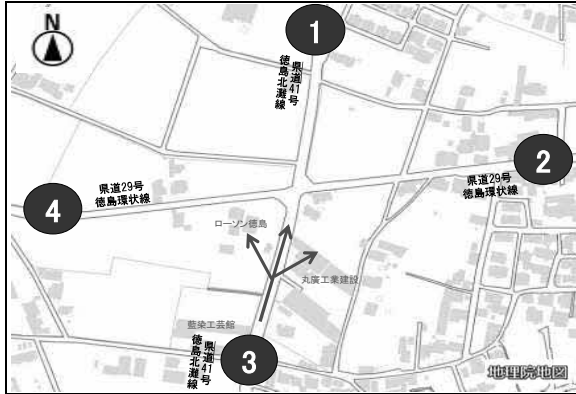 N
1
県道41号
徳島北灘線
2
県道29号
徳島環状線
県道29号
徳島環状線
4
ローソン徳島
丸廣工業建設
藍染工芸館
県道41号
徳島北灘線
3
地理院地図